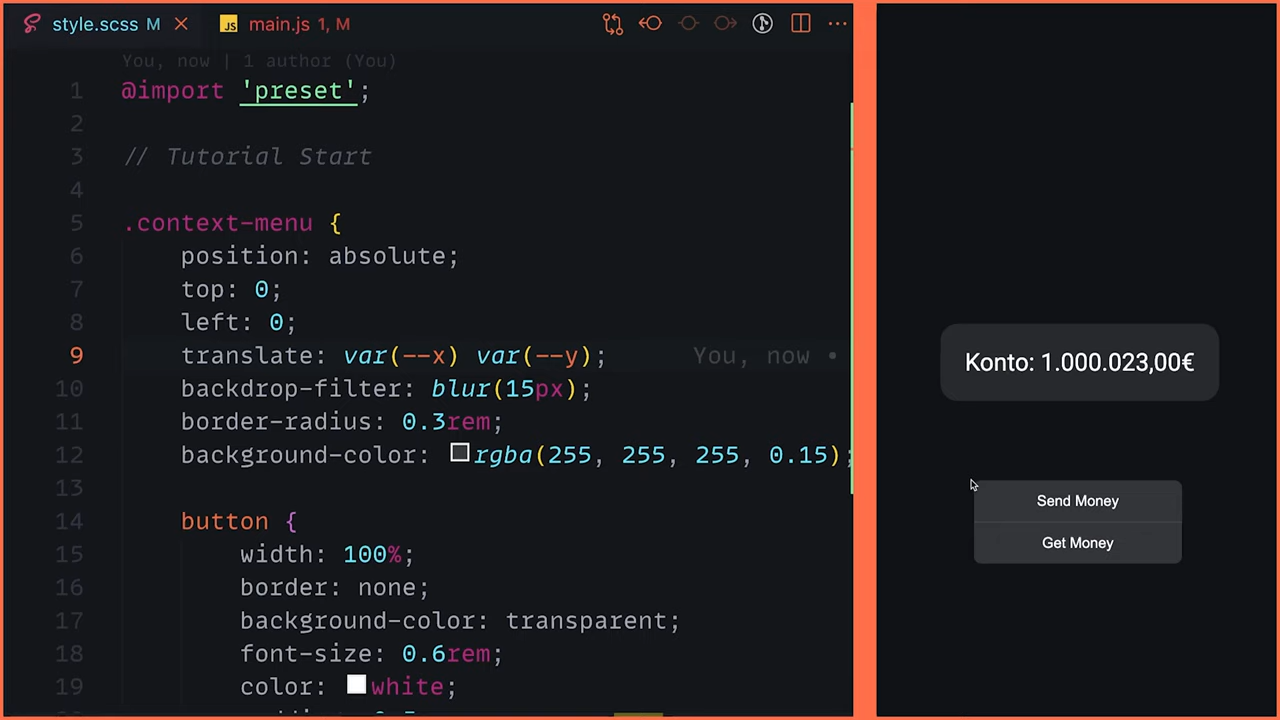 style.scss M
JS main.js 1, M
You, now | 1 author (You)
1 @import 'preset';
2
3 // Tutorial Start
4
5 .context-menu {
6 position: absolute;
7 top: 0;
8 left: 0;
9 translate: var(--x) var(--y); You, now •
10 backdrop-filter: blur(15px);
11 border-radius: 0.3rem;
12 background-color: rgba(255, 255, 255, 0.15);
13
14 button {
15 width: 100%;
16 border: none;
17 background-color: transparent;
18 font-size: 0.6rem;
19 color: white;
Konto: 1.000.023,00€
Send Money
Get Money